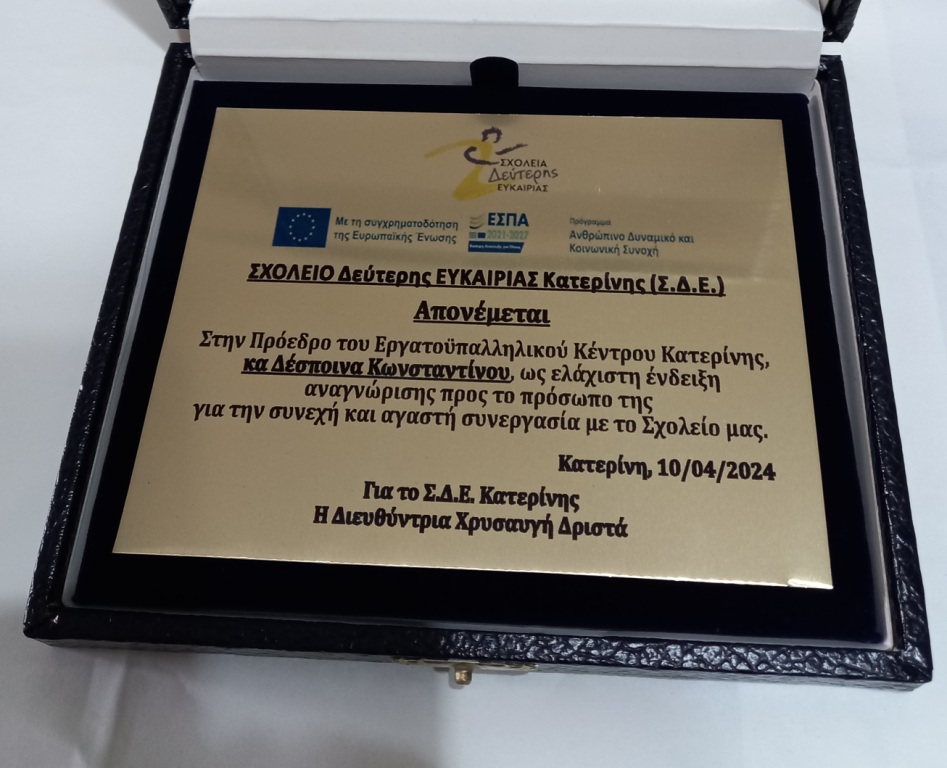 ΣΧΟΛΕΙΑ
Δεύτερης
ΕΥΚΑΙΡΙΑΣ
Με τη συγχρηματοδότηση
της Ευρωπαϊκής Ένωσης
ΕΣΠΑ
2021-2027
Πρόγραμμα
Ανθρώπινο Δυναμικό και
Κοινωνική Συνοχή
ΣΧΟΛΕΙΟ Δεύτερης ΕΥΚΑΙΡΙΑΣ Κατερίνης (Σ.Δ.Ε.)
Απονέμεται
Στην Πρόεδρο του Εργατοϋπαλληλικού Κέντρου Κατερίνης,
κα Δέσποινα Κωνσταντίνου, ως ελάχιστη ένδειξη
αναγνώρισης προς το πρόσωπο της
για την συνεχή και αγαστή συνεργασία με το Σχολείο μας.
Κατερίνη, 10/04/2024
Για το Σ.Δ.Ε. Κατερίνης
Η Διευθύντρια Χρυσαυγή Δριστά